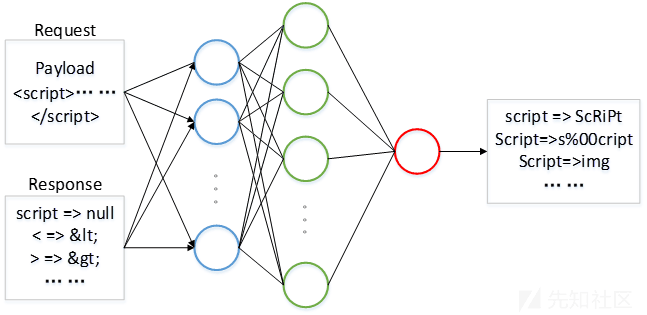 Request
Payload
<script>… …
</script>
Response
script => null
< => &lt;
> => &gt;
… …
script => ScRiPt
Script=>s%00cript
Script=>img
… …
先知社区